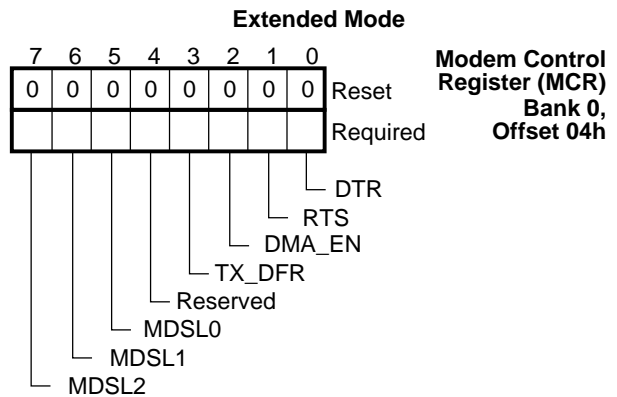 Extended Mode
7 6 5 4 3 2 1 0
Modem Control
Register (MCR)
Bank 0,
Offset 04h
0 0 0 0 0 0 0 0 Reset
Required
DTR
RTS
DMA_EN
TX_DFR
Reserved
MDSL0
MDSL1
MDSL2